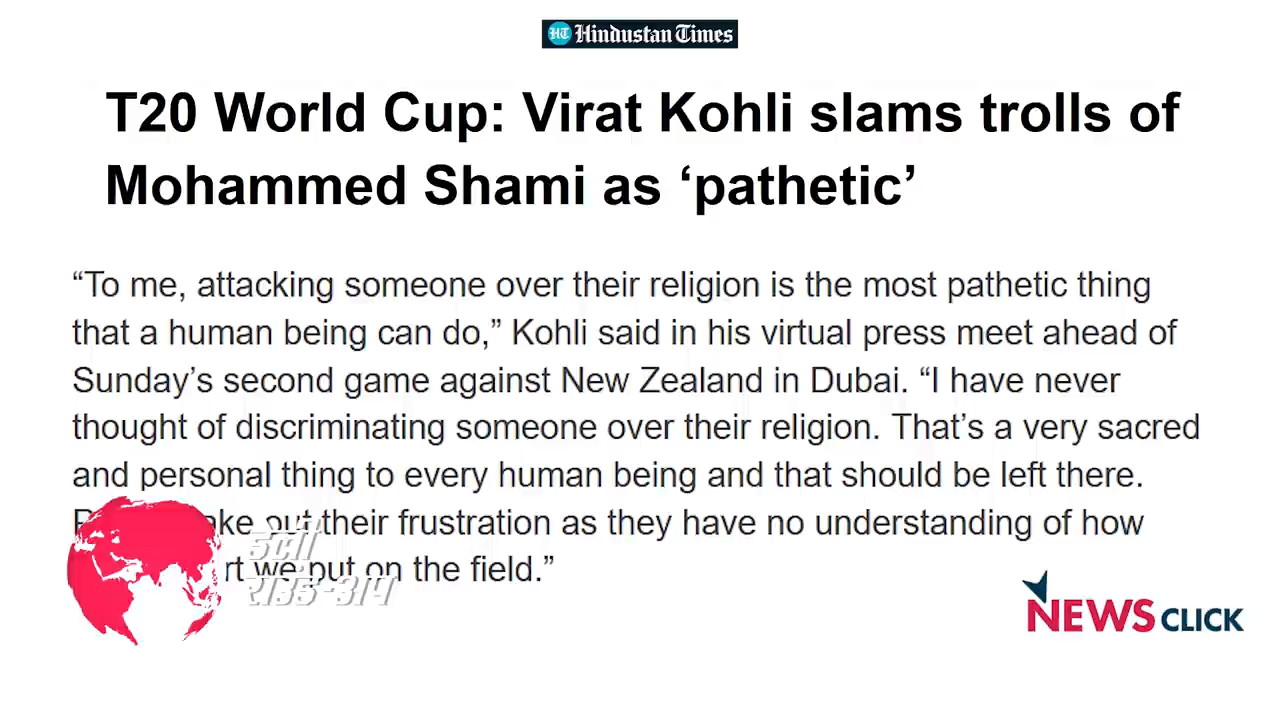 HT Hindustan Times
T20 World Cup: Virat Kohli slams trolls of
Mohammed Shami as ‘pathetic’
“To me, attacking someone over their religion is the most pathetic thing
that a human being can do,” Kohli said in his virtual press meet ahead of
Sunday’s second game against New Zealand in Dubai. “I have never
thought of discriminating someone over their religion. That’s a very sacred
and personal thing to every human being and that should be left there.
out their frustration as they have no understanding of how
we put on the field.”
NEWS CLICK